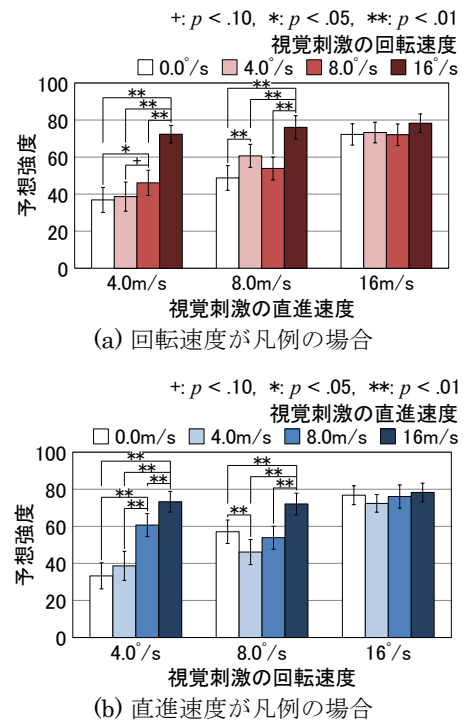 +: p < .10, *: p < .05, **: p < .01
視覚刺激の回転速度
0.0°/s 4.0°/s 8.0°/s 16°/s
100
80
60
40
20
0
予想強度
**
**
**
*
+
**
**
**
**
4.0m/s 8.0m/s 16m/s
視覚刺激の直進速度
(a) 回転速度が凡例の場合
+: p < .10, *: p < .05, **: p < .01
視覚刺激の直進速度
0.0m/s 4.0m/s 8.0m/s 16m/s
100
80
60
40
20
0
予想強度
**
**
**
**
**
**
**
**
**
4.0°/s 8.0°/s 16°/s
視覚刺激の回転速度
(b) 直進速度が凡例の場合